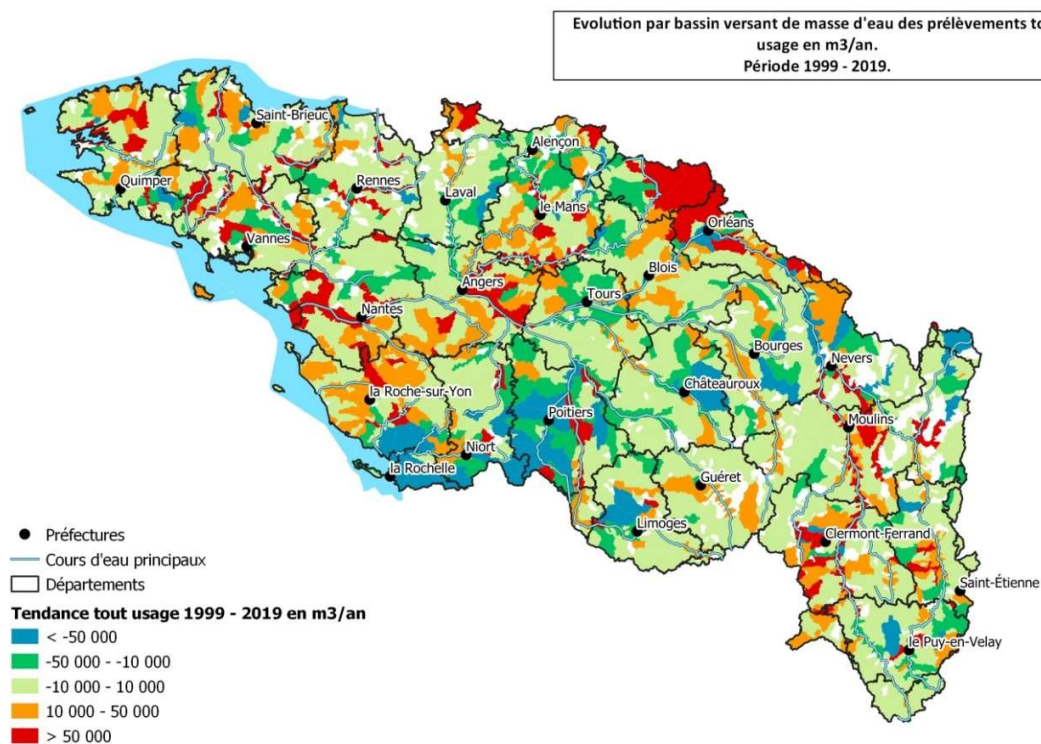 Evolution par bassin versant de masse d'eau des prélèvements to
usage en m3/an.
Période 1999 - 2019.
Saint-Brieuc
Alençon
Quimper
Rennes
Laval
le Mans
Orléans
Vannes
Blois
Angers
Tours
Nantes
Bourges
Nevers
la Roche-sur-Yon
Châteauroux
Poitiers
Moulins
Niort
la Rochelle
Guéret
Limoges
Clermont-Ferrand
Saint-Étienne
le Puy-en-Velay
Préfectures
Cours d'eau principaux
Départements
Tendance tout usage 1999 - 2019 en m3/an
< -50 000
-50 000 - -10 000
-10 000 - 10 000
10 000 - 50 000
> 50 000